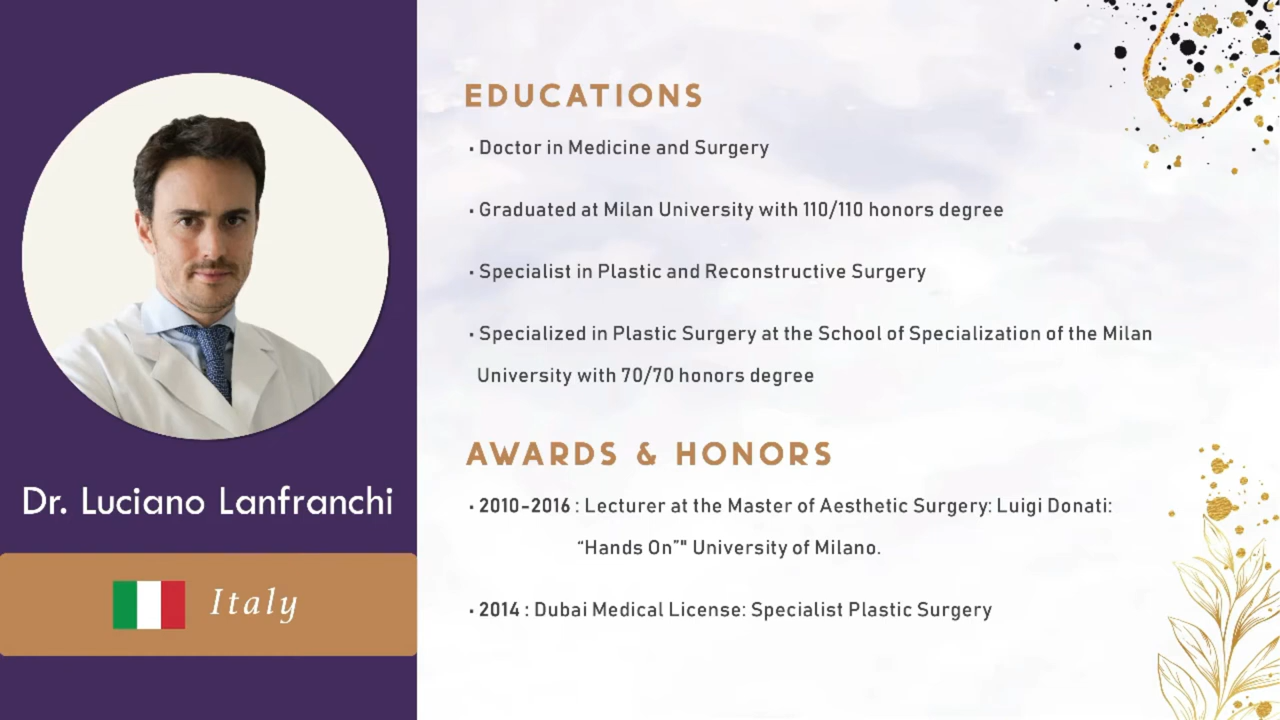 EDUCATIONS
· Doctor in Medicine and Surgery
· Graduated at Milan University with 110/110 honors degree
· Specialist in Plastic and Reconstructive Surgery
· Specialized in Plastic Surgery at the School of Specialization of the Milan
University with 70/70 honors degree
AWARDS & HONORS
· 2010-2016 : Lecturer at the Master of Aesthetic Surgery: Luigi Donati:
“Hands On”" University of Milano.
· 2014 : Dubai Medical License: Specialist Plastic Surgery
Dr. Luciano Lanfranchi
Italy